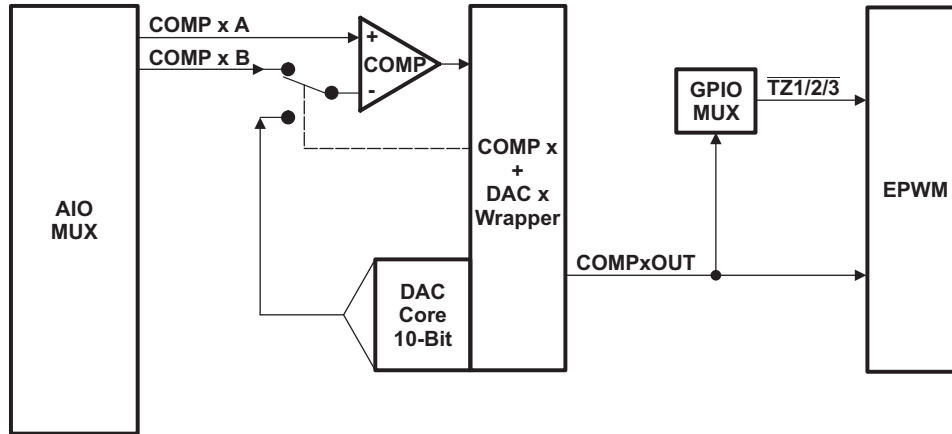 COMP x A
COMP x B
+
COMP
-
AIO
MUX
COMP x
+
DAC x
Wrapper
DAC
Core
10-Bit
COMPxOUT
GPIO
MUX
TZ1/2/3
EPWM